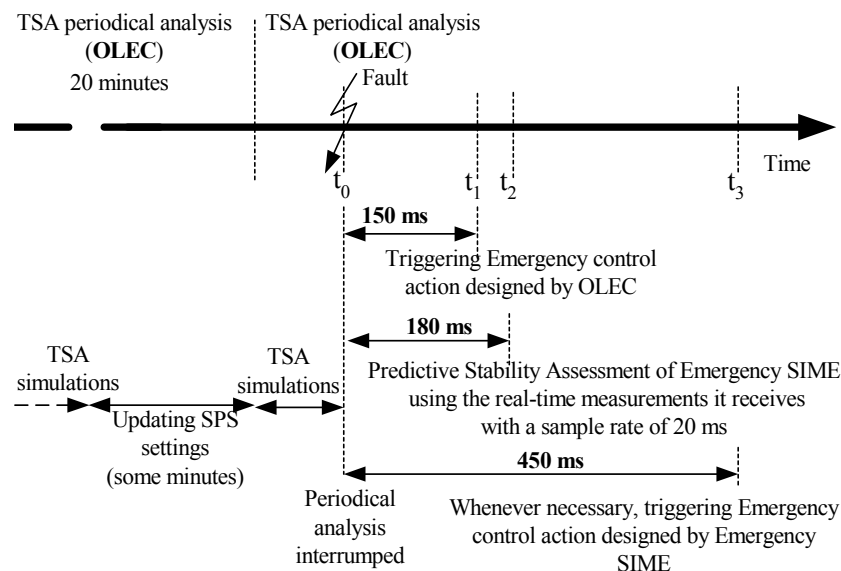 TSA periodical analysis
(OLEC)
20 minutes
TSA periodical analysis
(OLEC)
Fault
Time
t0
t1
t2
t3
150 ms
Triggering Emergency control
action designed by OLEC
180 ms
Predictive Stability Assessment of Emergency SIME
using the real-time measurements it receives
with a sample rate of 20 ms
TSA
simulations
Updating SPS
settings
(some minutes)
TSA
simulations
450 ms
Periodical
analysis
interrumped
Whenever necessary, triggering Emergency
control action designed by Emergency
SIME